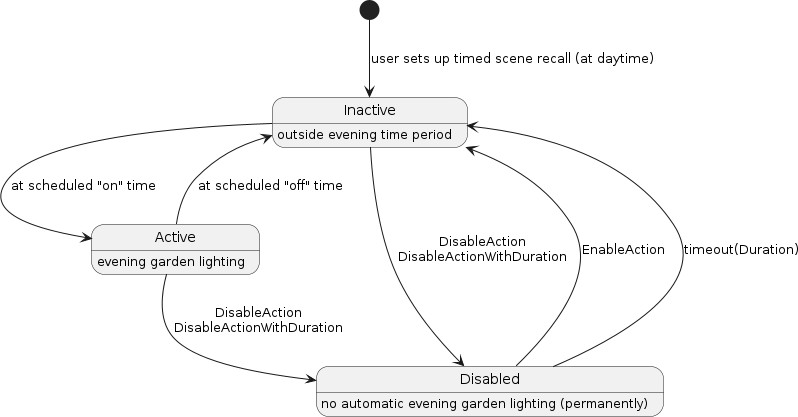 user sets up timed scene recall (at daytime)
Inactive
outside evening time period
at scheduled "on" time
at scheduled "off" time
Active
evening garden lighting
DisableAction
DisableActionWithDuration
EnableAction
timeout(Duration)
DisableAction
DisableActionWithDuration
Disabled
no automatic evening garden lighting (permanently)